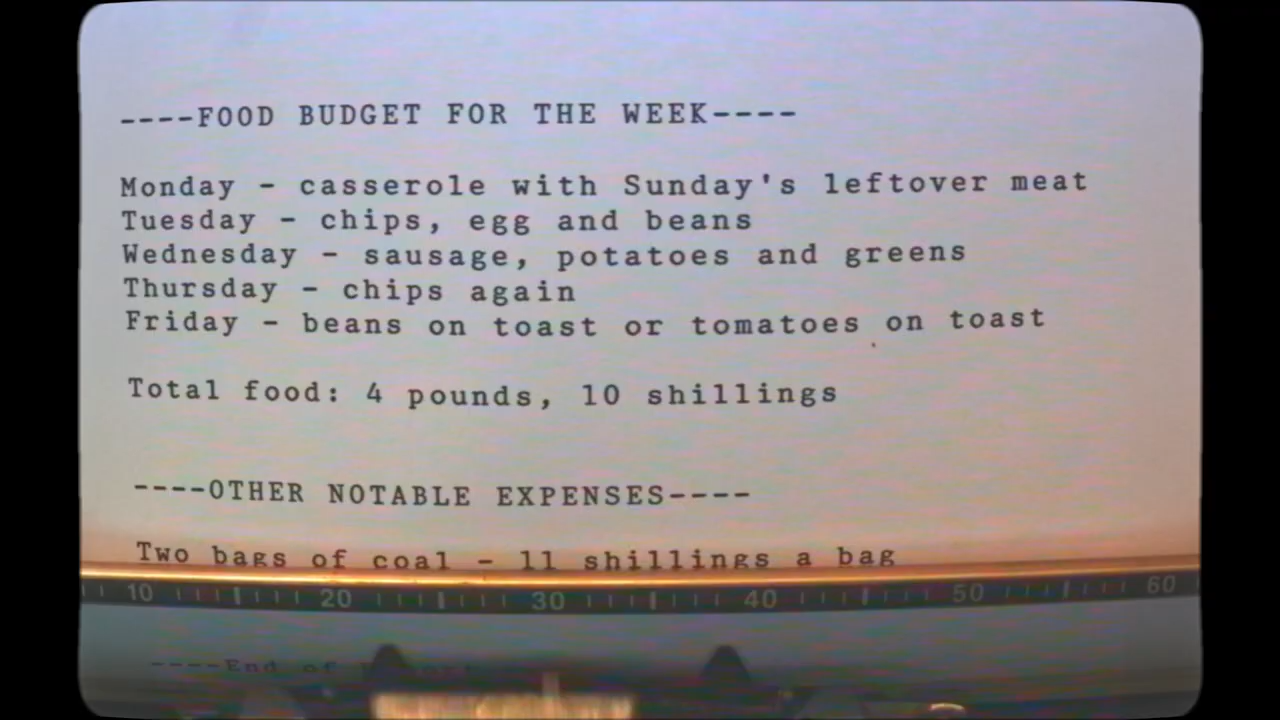 ----FOOD BUDGET FOR THE WEEK----
Monday - casserole with Sunday's leftover meat
Tuesday - chips, egg and beans
Wednesday - sausage, potatoes and greens
Thursday - chips again
Friday - beans on toast or tomatoes on toast
Total food: 4 pounds, 10 shillings
----OTHER NOTABLE EXPENSES----
Two bags of coal - 11 shillings a bag
10 20 30 40 50 60
----End of